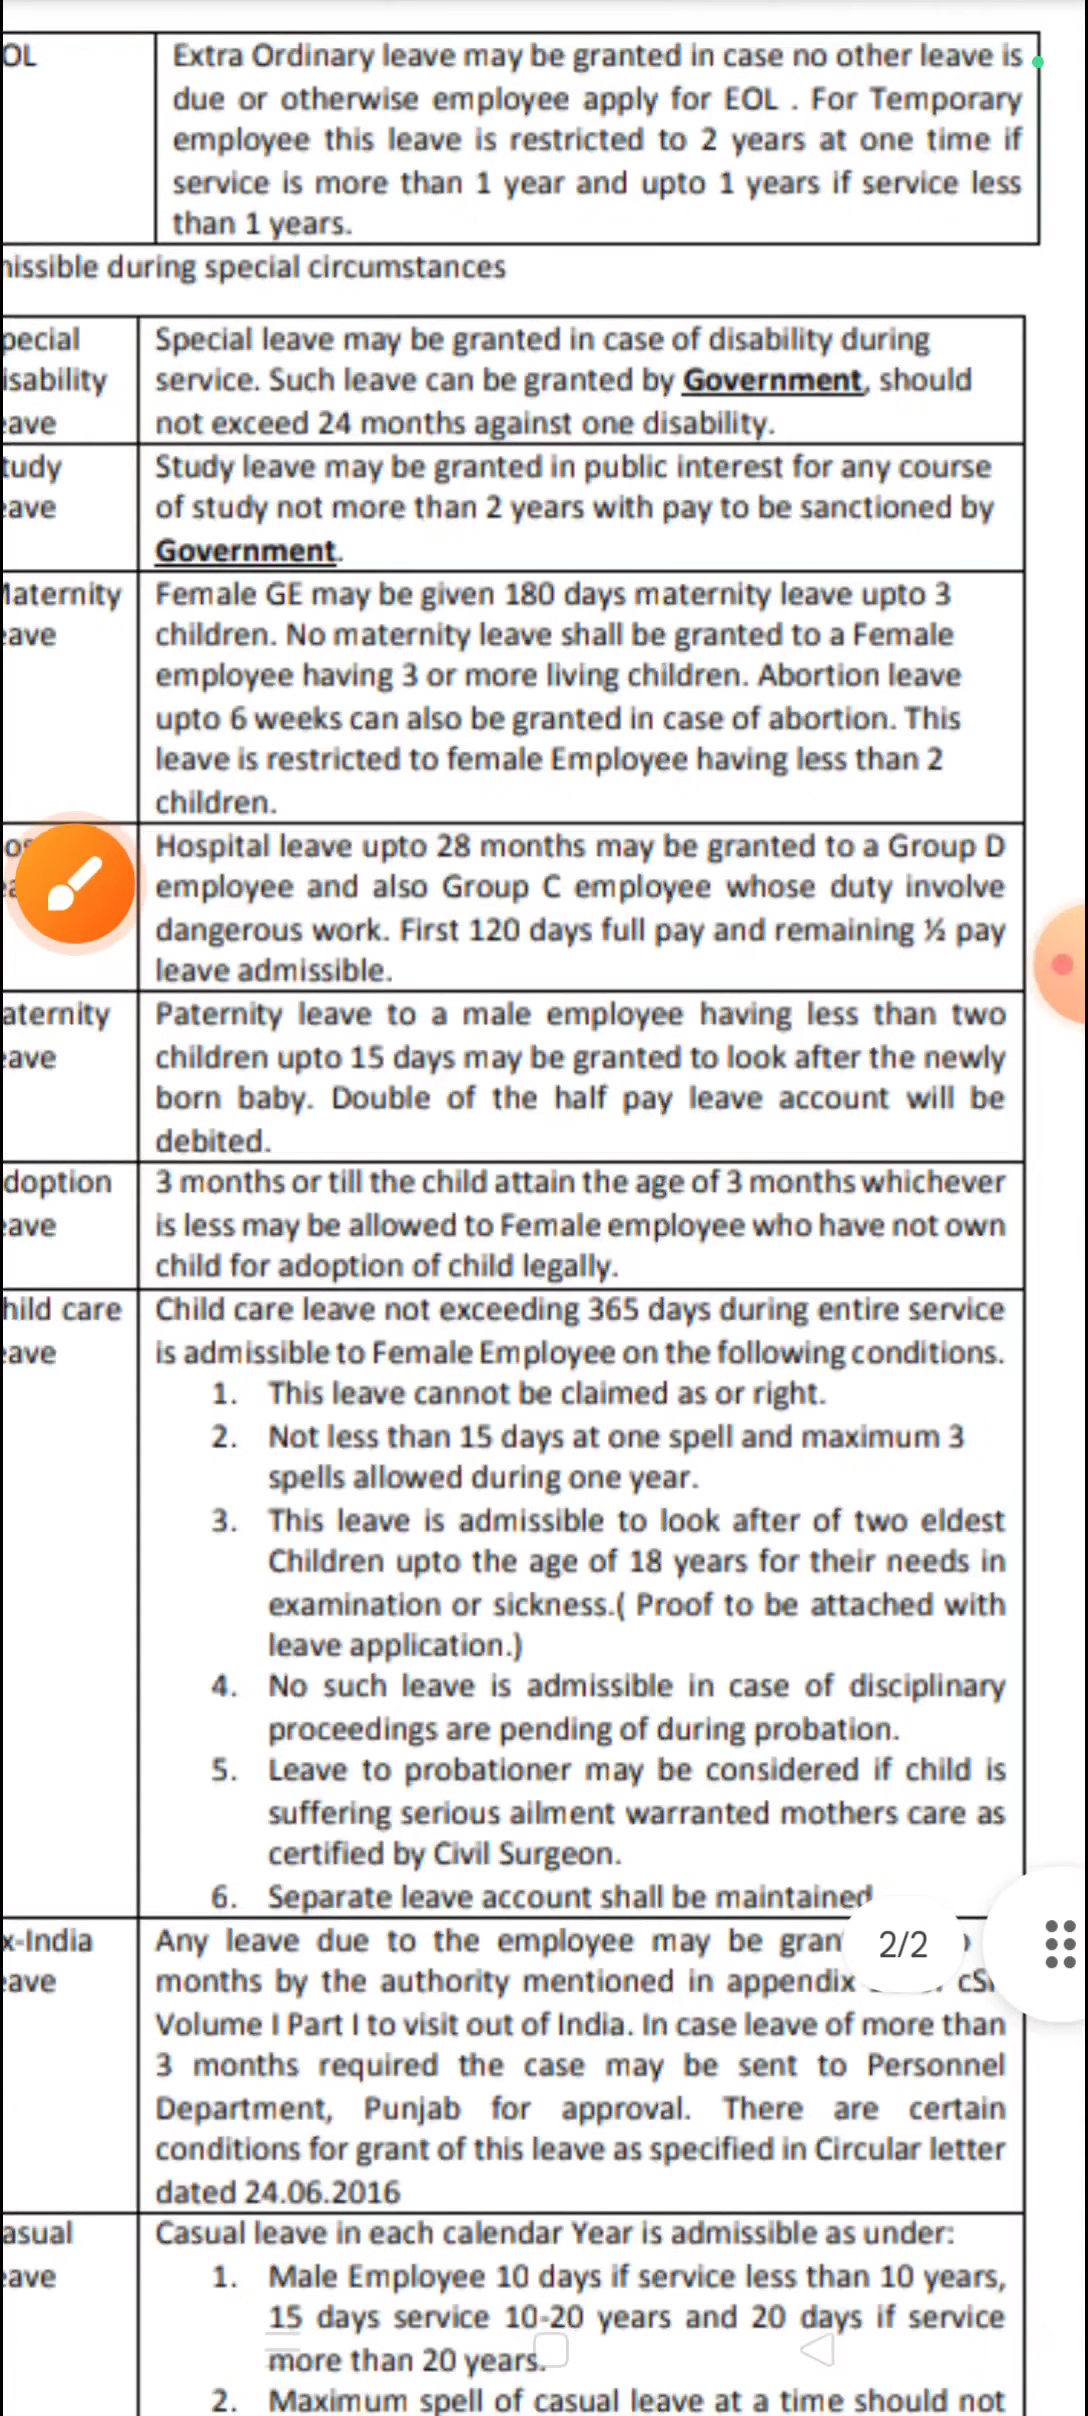 OL Extra Ordinary leave may be granted in case no other leave is
due or otherwise employee apply for EOL . For Temporary
employee this leave is restricted to 2 years at one time if
service is more than 1 year and upto 1 years if service less
than 1 years.
missible during special circumstances
pecial Special leave may be granted in case of disability during
isability service. Such leave can be granted by Government, should
eave not exceed 24 months against one disability.
tudy Study leave may be granted in public interest for any course
eave of study not more than 2 years with pay to be sanctioned by
Government.
Maternity Female GE may be given 180 days maternity leave upto 3
eave children. No maternity leave shall be granted to a Female
employee having 3 or more living children. Abortion leave
upto 6 weeks can also be granted in case of abortion. This
leave is restricted to female Employee having less than 2
children.
Hospital leave upto 28 months may be granted to a Group D
employee and also Group C employee whose duty involve
dangerous work. First 120 days full pay and remaining ½ pay
leave admissible.
aternity Paternity leave to a male employee having less than two
eave children upto 15 days may be granted to look after the newly
born baby. Double of the half pay leave account will be
debited.
doption 3 months or till the child attain the age of 3 months whichever
eave is less may be allowed to Female employee who have not own
child for adoption of child legally.
hild care Child care leave not exceeding 365 days during entire service
eave is admissible to Female Employee on the following conditions.
1. This leave cannot be claimed as or right.
2. Not less than 15 days at one spell and maximum 3
spells allowed during one year.
3. This leave is admissible to look after of two eldest
Children upto the age of 18 years for their needs in
examination or sickness.( Proof to be attached with
leave application.)
4. No such leave is admissible in case of disciplinary
proceedings are pending of during probation.
5. Leave to probationer may be considered if child is
suffering serious ailment warranted mothers care as
certified by Civil Surgeon.
6. Separate leave account shall be maintained
x-India Any leave due to the employee may be gran 2/2
eave months by the authority mentioned in appendix
Volume I Part I to visit out of India. In case leave of more than
3 months required the case may be sent to Personnel
Department, Punjab for approval. There are certain
conditions for grant of this leave as specified in Circular letter
dated 24.06.2016
asual Casual leave in each calendar Year is admissible as under:
eave 1. Male Employee 10 days if service less than 10 years,
15 days service 10-20 years and 20 days if service
more than 20 years.
2. Maximum spell of casual leave at a time should not